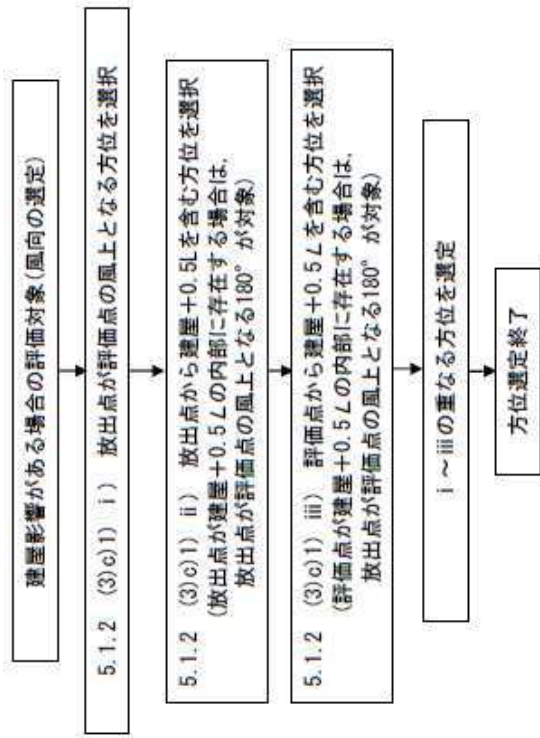 建屋影響がある場合の評価対象(風向の選定)
5.1.2 (3)c)1) ⅰ) 放出点が評価点の風上となる方位を選択
5.1.2 (3)c)1) ⅱ) 放出点から建屋+0.5Lを含む方位を選択
(放出点が建屋+0.5Lの内部に存在する場合は,
放出点が評価点の風上となる180°が対象)
5.1.2 (3)c)1) ⅲ) 評価点から建屋+0.5Lを含む方位を選択
(評価点が建屋+0.5Lの内部に存在する場合は,
放出点が評価点の風上となる180°が対象)
ⅰ~ⅲの重なる方位を選定
方位選定終了